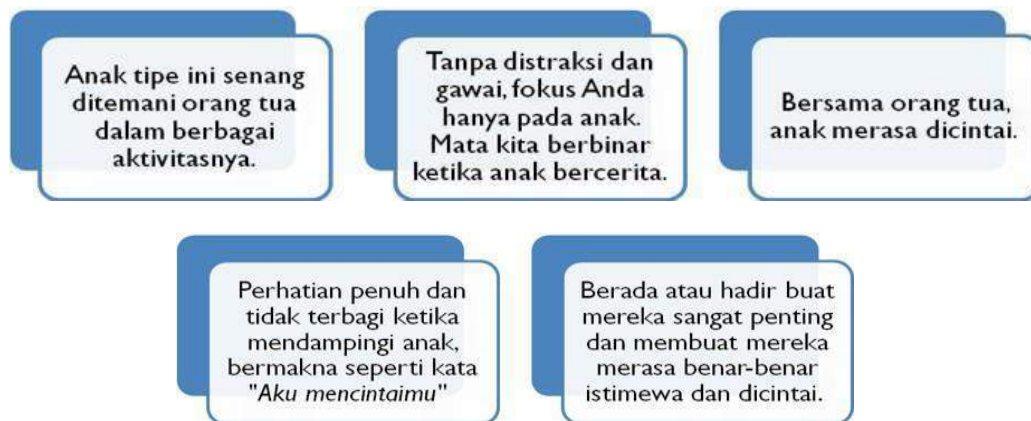 Anak tipe ini senang
ditemani orang tua
dalam berbagai
aktivitasnya.
Tanpa distraksi dan
gawai, fokus Anda
hanya pada anak.
Mata kita berbinar
ketika anak bercerita.
Bersama orang tua,
anak merasa dicintai.
Perhatian penuh dan
tidak terbagi ketika
mendampingi anak,
bermakna seperti kata
"Aku mencintaimu"
Berada atau hadir buat
mereka sangat penting
dan membuat mereka
merasa benar-benar
istimewa dan dicintai.